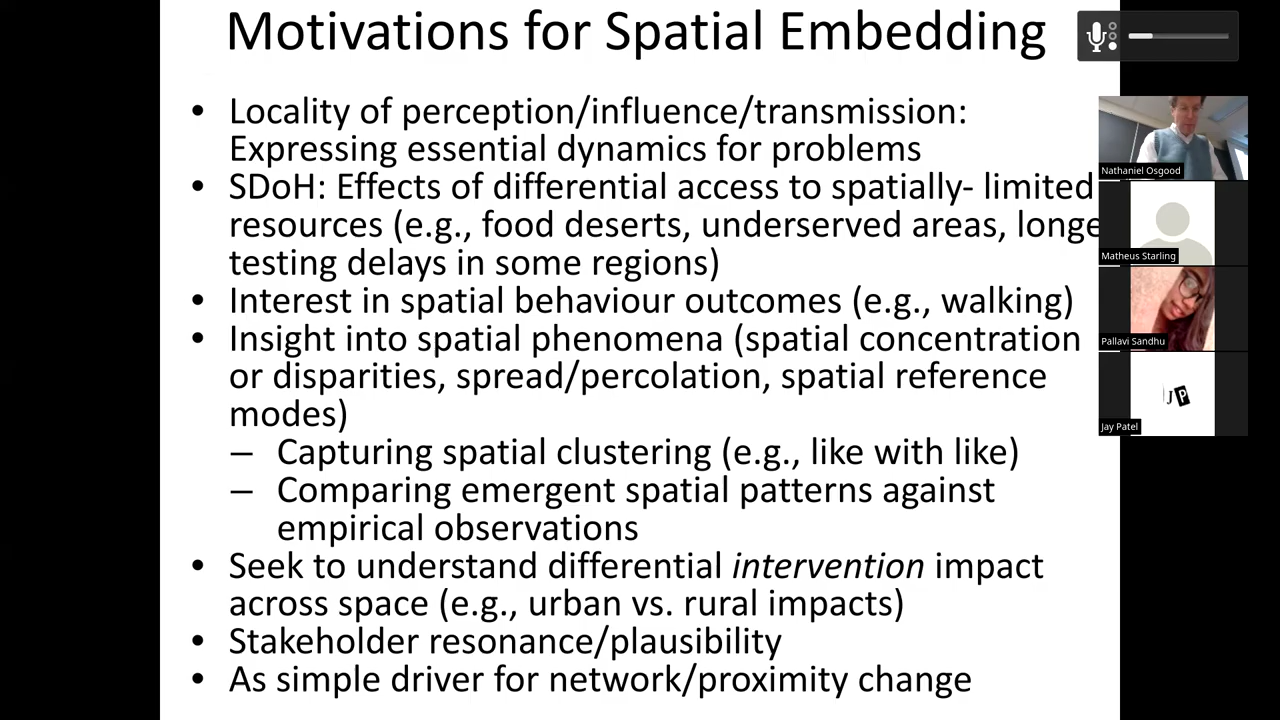 Motivations for Spatial Embedding
• Locality of perception/influence/transmission:
Expressing essential dynamics for problems
• SDoH: Effects of differential access to spatially- limited
resources (e.g., food deserts, underserved areas, longe
testing delays in some regions)
• Interest in spatial behaviour outcomes (e.g., walking)
• Insight into spatial phenomena (spatial concentration
or disparities, spread/percolation, spatial reference
modes)
– Capturing spatial clustering (e.g., like with like)
– Comparing emergent spatial patterns against
empirical observations
• Seek to understand differential intervention impact
across space (e.g., urban vs. rural impacts)
• Stakeholder resonance/plausibility
• As simple driver for network/proximity change
Nathaniel Osgood
Matheus Starling
Pallavi Sandhu
JP
Jay Patel